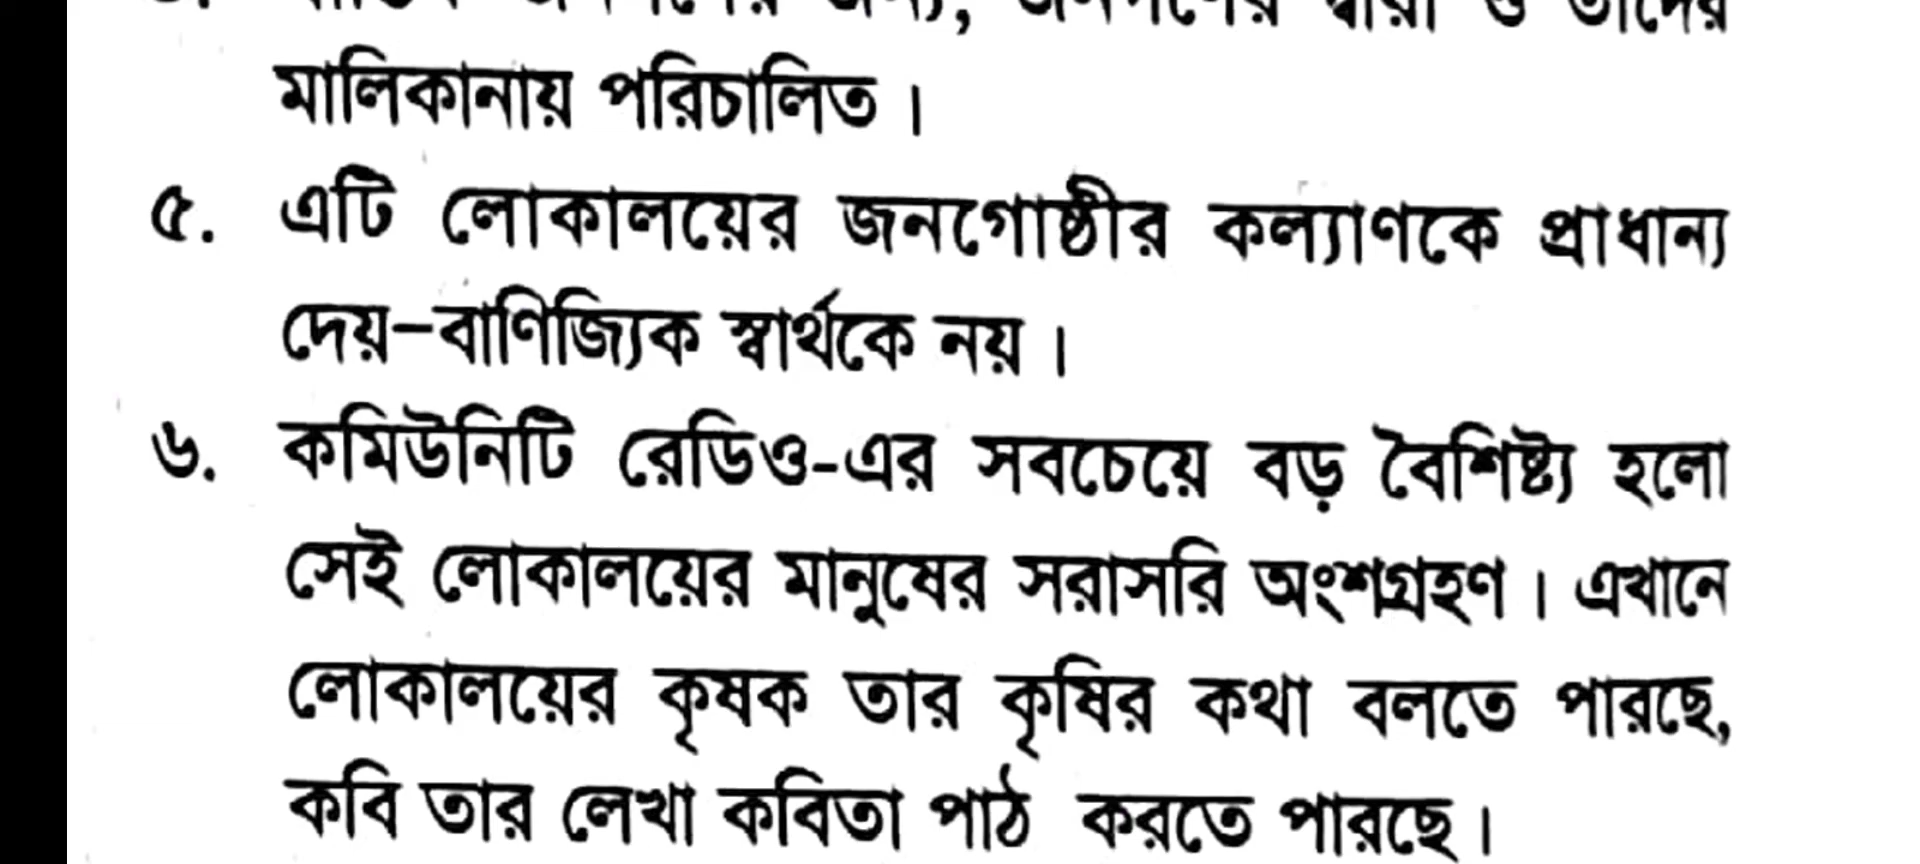 মালিকানায় পরিচালিত।
৫. এটি লোকালয়ের জনগোষ্ঠীর কল্যাণকে প্রাধান্য
দেয়–বাণিজ্যিক স্বার্থকে নয়।
৬. কমিউনিটি রেডিও-এর সবচেয়ে বড় বৈশিষ্ট্য হলো
সেই লোকালয়ের মানুষের সরাসরি অংশগ্রহণ। এখানে
লোকালয়ের কৃষক তার কৃষির কথা বলতে পারছে,
কবি তার লেখা কবিতা পাঠ করতে পারছে।